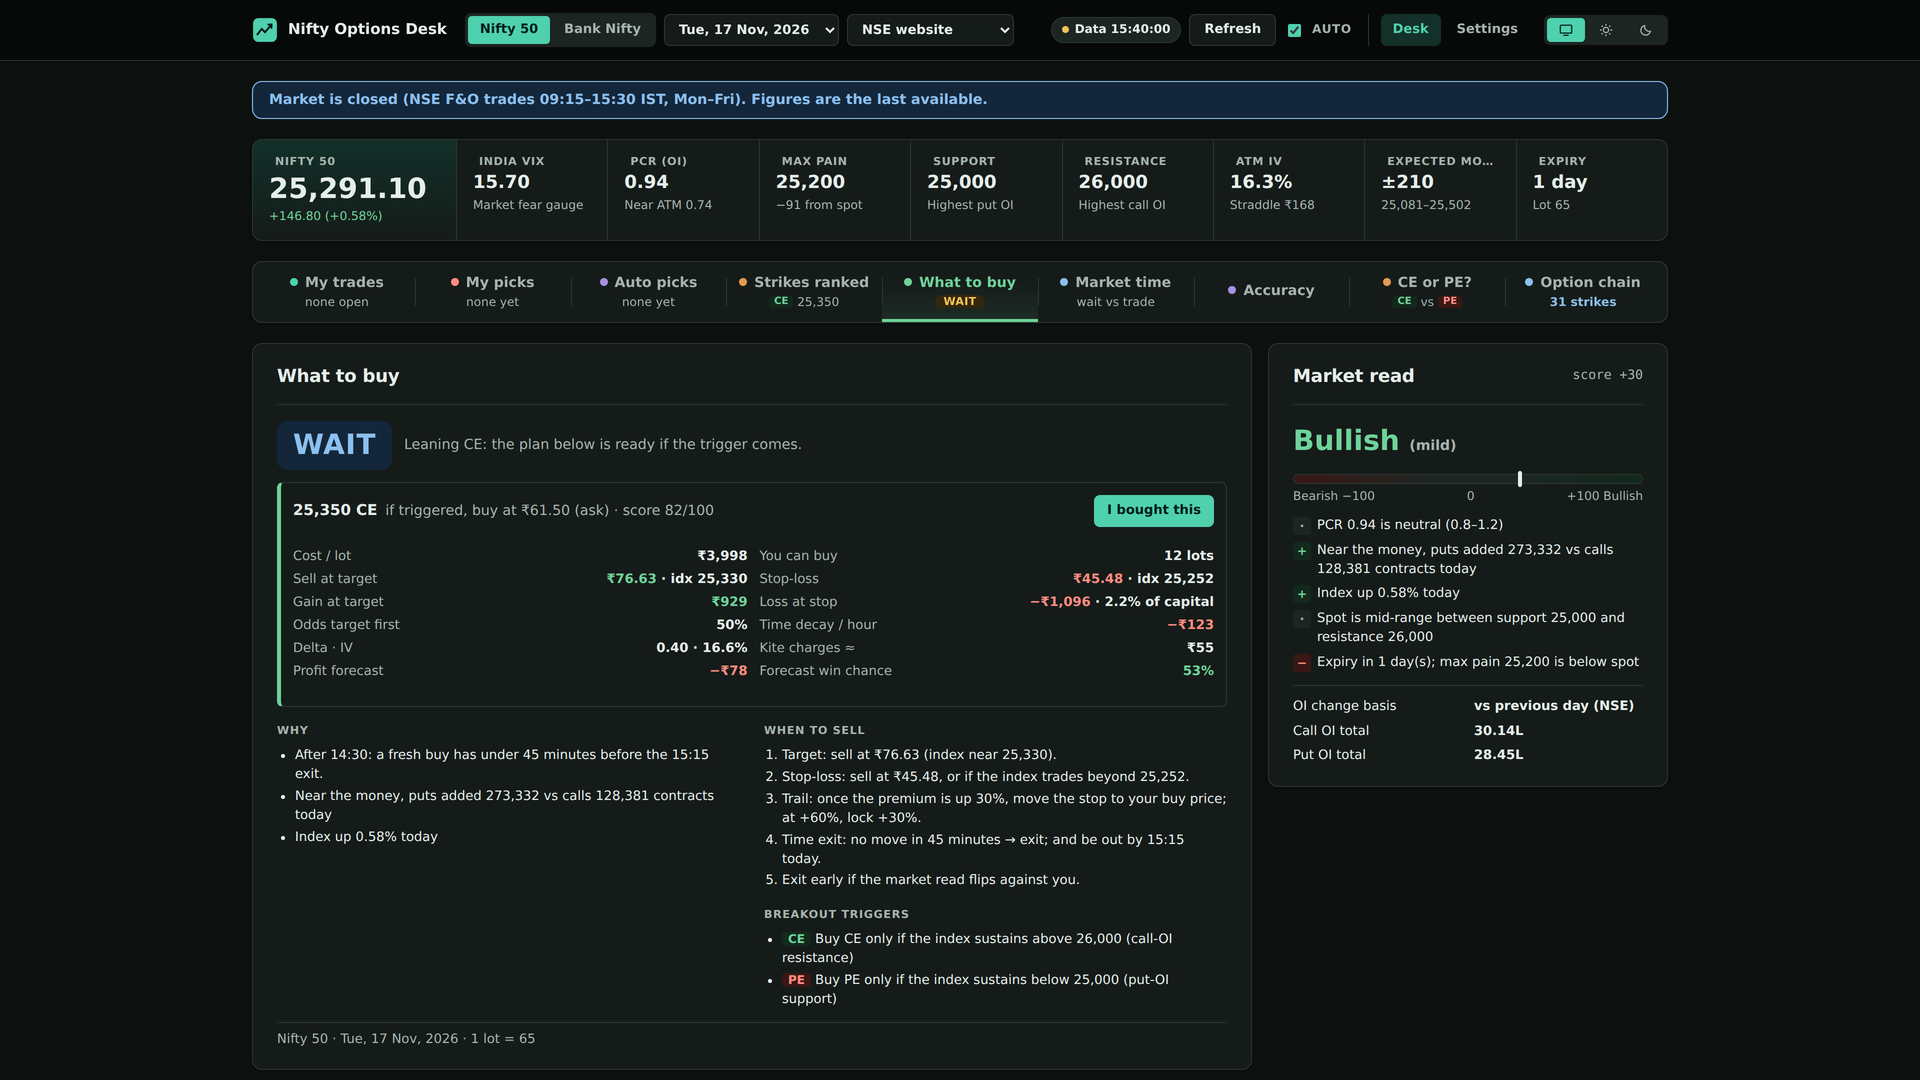 Nifty Options Desk
Nifty 50
Bank Nifty
Tue, 17 Nov, 2026
NSE website
Data 15:40:00
Refresh
AUTO
Desk
Settings
Market is closed (NSE F&O trades 09:15–15:30 IST, Mon–Fri). Figures are the last available.
NIFTY 50
25,291.10
+146.80 (+0.58%)
INDIA VIX
15.70
Market fear gauge
PCR (OI)
0.94
Near ATM 0.74
MAX PAIN
25,200
−91 from spot
SUPPORT
25,000
Highest put OI
RESISTANCE
26,000
Highest call OI
ATM IV
16.3%
Straddle ₹168
EXPECTED MO…
±210
25,081–25,502
EXPIRY
1 day
Lot 65
My trades
none open
My picks
none yet
Auto picks
none yet
Strikes ranked
CE 25,350
What to buy
WAIT
Market time
wait vs trade
Accuracy
CE or PE?
CE vs PE
Option chain
31 strikes
What to buy
WAIT
Leaning CE: the plan below is ready if the trigger comes.
25,350 CE if triggered, buy at ₹61.50 (ask) · score 82/100
I bought this
Cost / lot ₹3,998
You can buy 12 lots
Sell at target ₹76.63 · idx 25,330
Stop-loss ₹45.48 · idx 25,252
Gain at target ₹929
Loss at stop −₹1,096 · 2.2% of capital
Odds target first 50%
Time decay / hour −₹123
Delta · IV 0.40 · 16.6%
Kite charges ≈ ₹55
Profit forecast −₹78
Forecast win chance 53%
WHY
• After 14:30: a fresh buy has under 45 minutes before the 15:15
exit.
• Near the money, puts added 273,332 vs calls 128,381 contracts
today
• Index up 0.58% today
WHEN TO SELL
1. Target: sell at ₹76.63 (index near 25,330).
2. Stop-loss: sell at ₹45.48, or if the index trades beyond 25,252.
3. Trail: once the premium is up 30%, move the stop to your buy price;
at +60%, lock +30%.
4. Time exit: no move in 45 minutes → exit; and be out by 15:15
today.
5. Exit early if the market read flips against you.
BREAKOUT TRIGGERS
• CE Buy CE only if the index sustains above 26,000 (call-OI
resistance)
• PE Buy PE only if the index sustains below 25,000 (put-OI
support)
Nifty 50 · Tue, 17 Nov, 2026 · 1 lot = 65
Market read
score +30
Bullish (mild)
Bearish −100
0
+100 Bullish
· PCR 0.94 is neutral (0.8–1.2)
+ Near the money, puts added 273,332 vs calls
128,381 contracts today
+ Index up 0.58% today
· Spot is mid-range between support 25,000 and
resistance 26,000
− Expiry in 1 day(s); max pain 25,200 is below spot
OI change basis vs previous day (NSE)
Call OI total 30.14L
Put OI total 28.45L